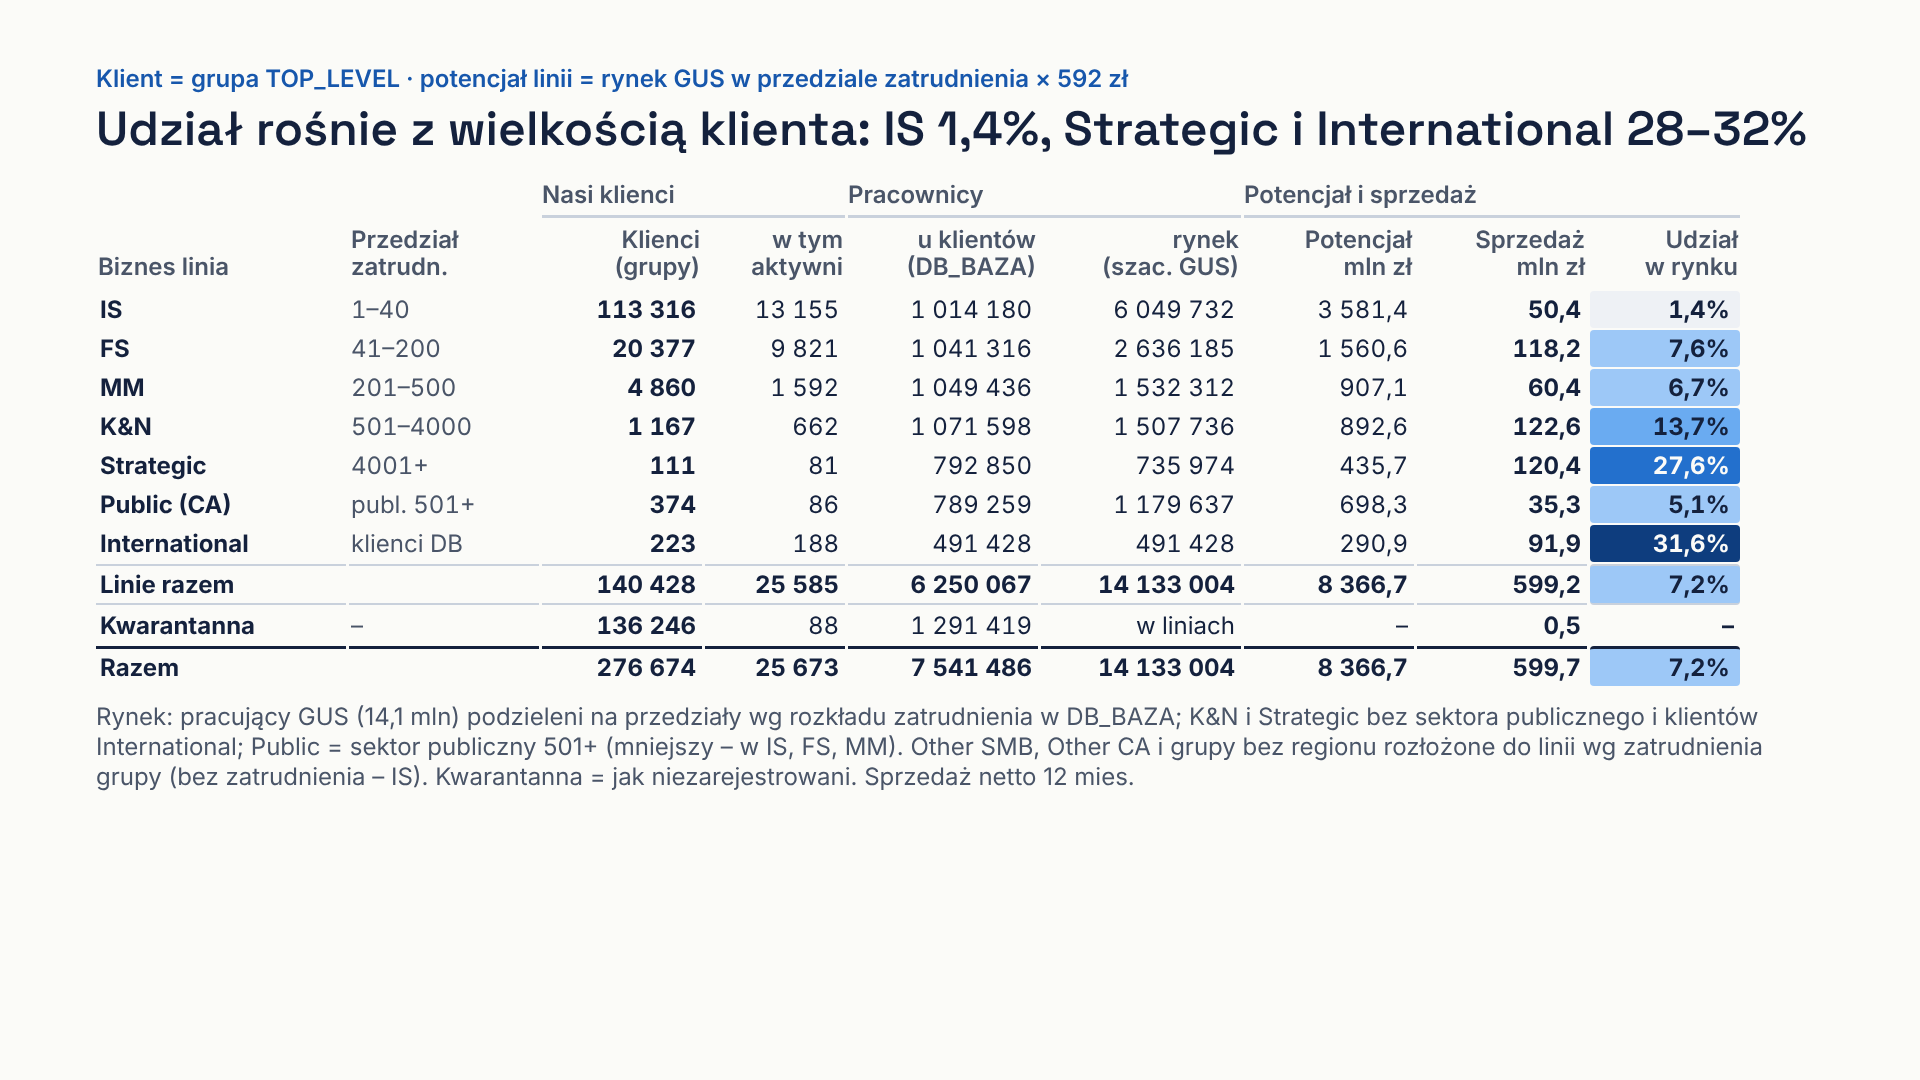 Klient = grupa TOP_LEVEL · potencjał linii = rynek GUS w przedziale zatrudnienia × 592 zł
Udział rośnie z wielkością klienta: IS 1,4%, Strategic i International 28–32%
Nasi klienci Pracownicy Potencjał i sprzedaż
Biznes linia Przedział zatrudn. Klienci (grupy) w tym aktywni u klientów (DB_BAZA) rynek (szac. GUS) Potencjał mln zł Sprzedaż mln zł Udział w rynku
IS 1–40 113 316 13 155 1 014 180 6 049 732 3 581,4 50,4 1,4%
FS 41–200 20 377 9 821 1 041 316 2 636 185 1 560,6 118,2 7,6%
MM 201–500 4 860 1 592 1 049 436 1 532 312 907,1 60,4 6,7%
K&N 501–4000 1 167 662 1 071 598 1 507 736 892,6 122,6 13,7%
Strategic 4001+ 111 81 792 850 735 974 435,7 120,4 27,6%
Public (CA) publ. 501+ 374 86 789 259 1 179 637 698,3 35,3 5,1%
International klienci DB 223 188 491 428 491 428 290,9 91,9 31,6%
Linie razem 140 428 25 585 6 250 067 14 133 004 8 366,7 599,2 7,2%
Kwarantanna – 136 246 88 1 291 419 w liniach – 0,5 –
Razem 276 674 25 673 7 541 486 14 133 004 8 366,7 599,7 7,2%
Rynek: pracujący GUS (14,1 mln) podzieleni na przedziały wg rozkładu zatrudnienia w DB_BAZA; K&N i Strategic bez sektora publicznego i klientów
International; Public = sektor publiczny 501+ (mniejszy – w IS, FS, MM). Other SMB, Other CA i grupy bez regionu rozłożone do linii wg zatrudnienia
grupy (bez zatrudnienia – IS). Kwarantanna = jak niezarejestrowani. Sprzedaż netto 12 mies.